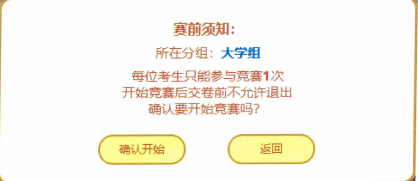 赛前须知：
所在分组：大学组
每位考生只能参与竞赛1次
开始竞赛后交卷前不允许退出
确认要开始竞赛吗？
确认开始
返回